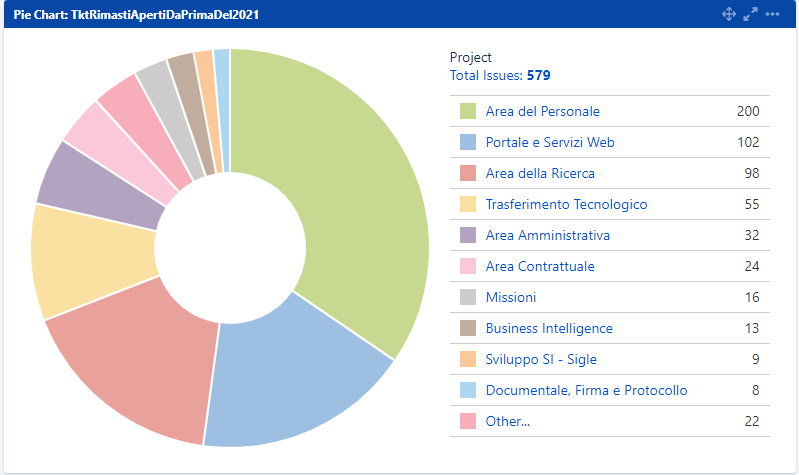 Pie Chart: TktRimastiApertiDaPrimaDel2021
Project
Total Issues: 579
Area del Personale 200
Portale e Servizi Web 102
Area della Ricerca 98
Trasferimento Tecnologico 55
Area Amministrativa 32
Area Contrattuale 24
Missioni 16
Business Intelligence 13
Sviluppo SI - Sigle 9
Documentale, Firma e Protocollo 8
Other... 22